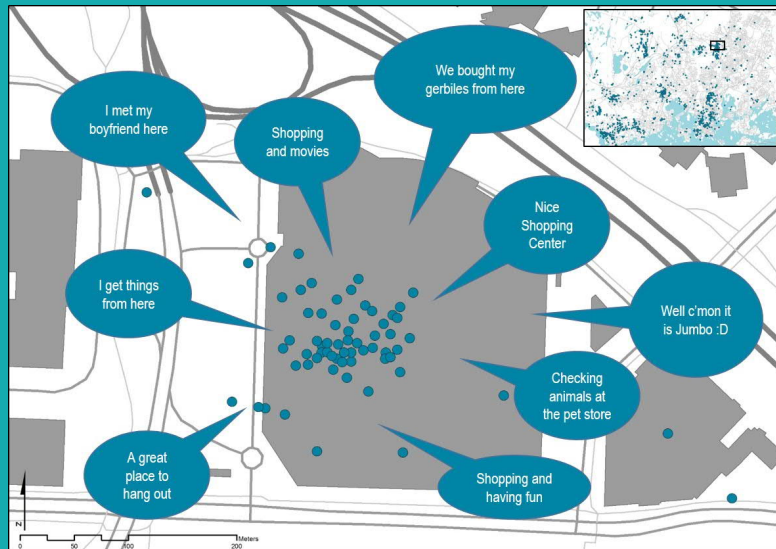 We bought my
gerbiles from here
I met my
boyfriend here
Shopping
and movies
Nice
Shopping
Center
I get things
from here
Well c'mon it
is Jumbo :D
Checking
animals at
the pet store
A great
place to
hang out
Shopping and
having fun
N
Meters
0 50 100 200